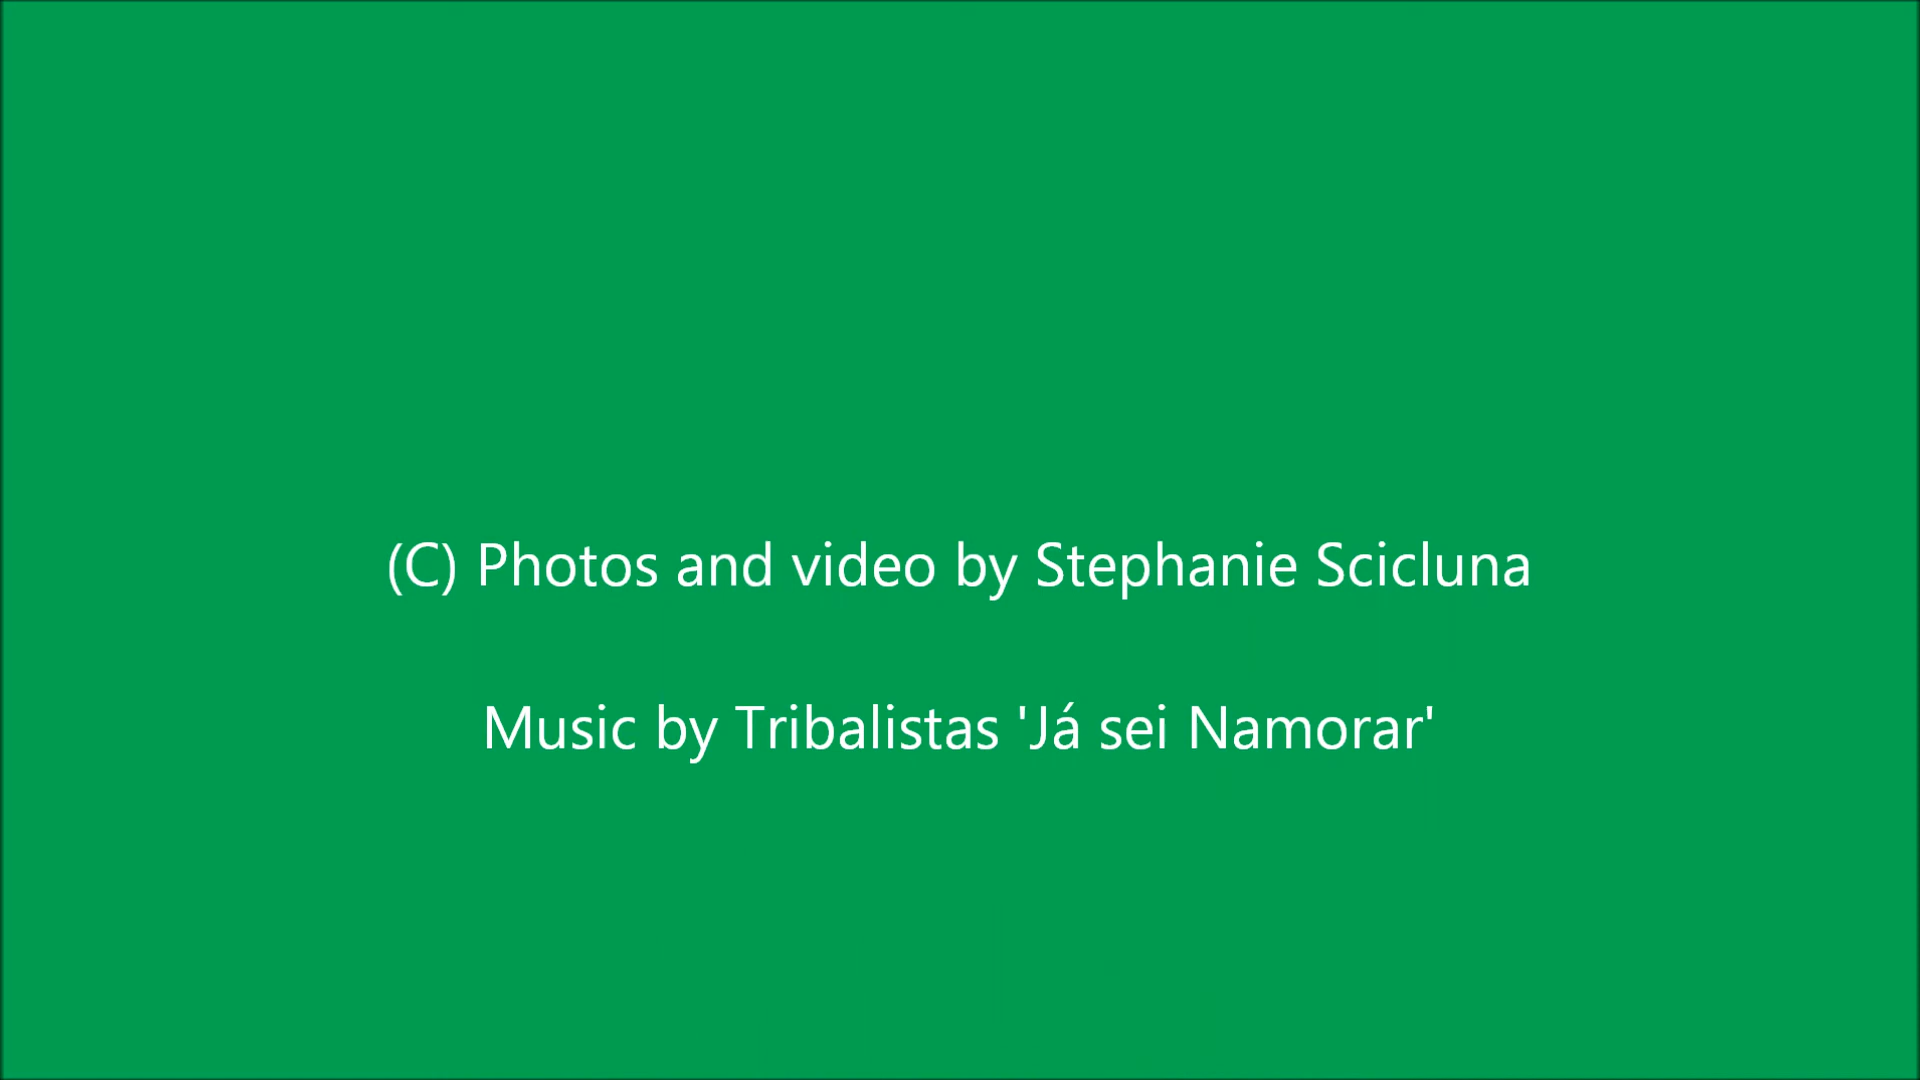 (C) Photos and video by Stephanie Scicluna
Music by Tribalistas 'Já sei Namorar'